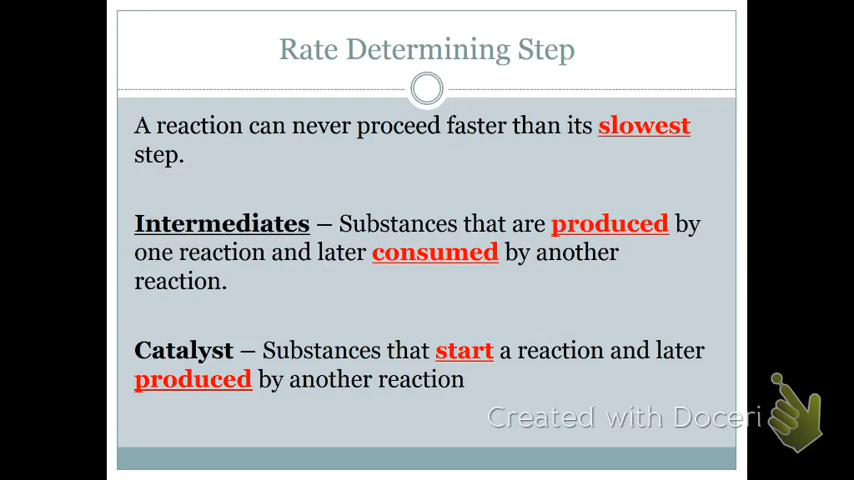 Rate Determining Step
A reaction can never proceed faster than its slowest
step.
Intermediates – Substances that are produced by
one reaction and later consumed by another
reaction.
Catalyst – Substances that start a reaction and later
produced by another reaction
Created with Doceri